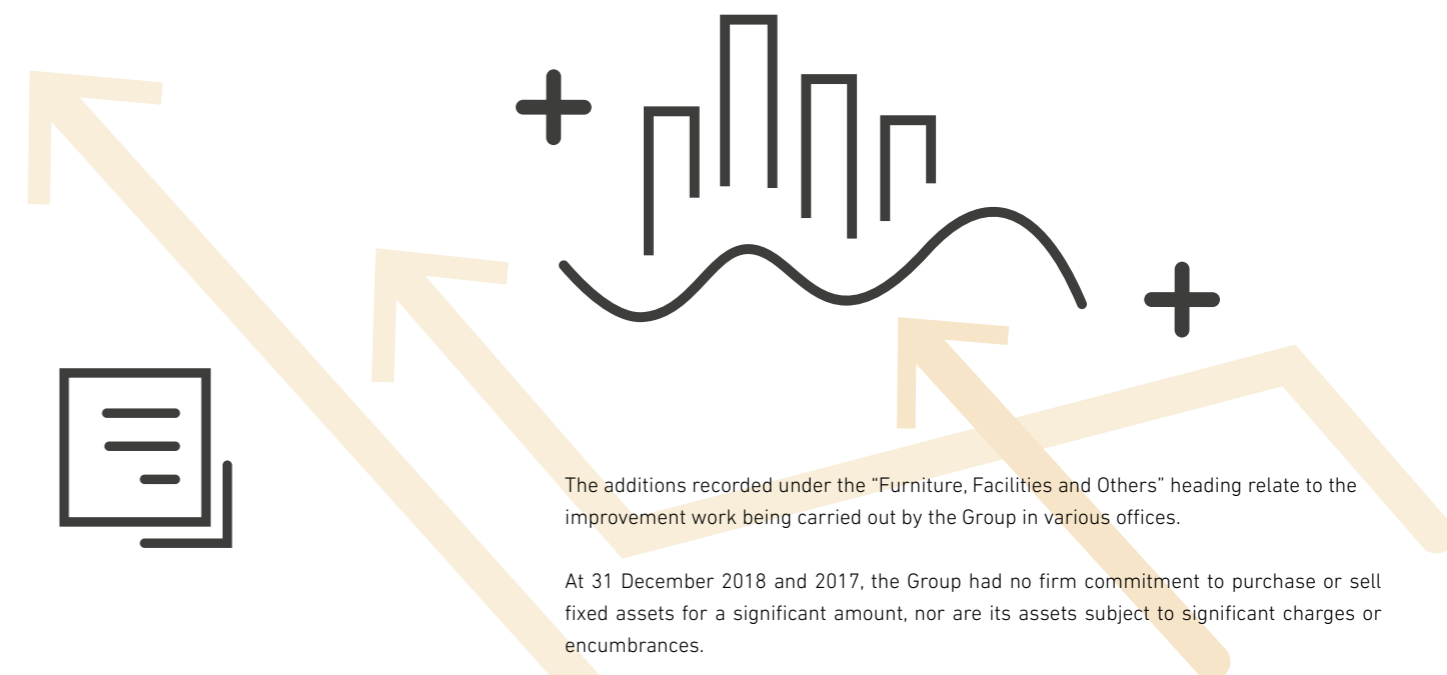 The additions recorded under the “Furniture, Facilities and Others” heading relate to the
improvement work being carried out by the Group in various offices.
At 31 December 2018 and 2017, the Group had no firm commitment to purchase or sell
fixed assets for a significant amount, nor are its assets subject to significant charges or
encumbrances.